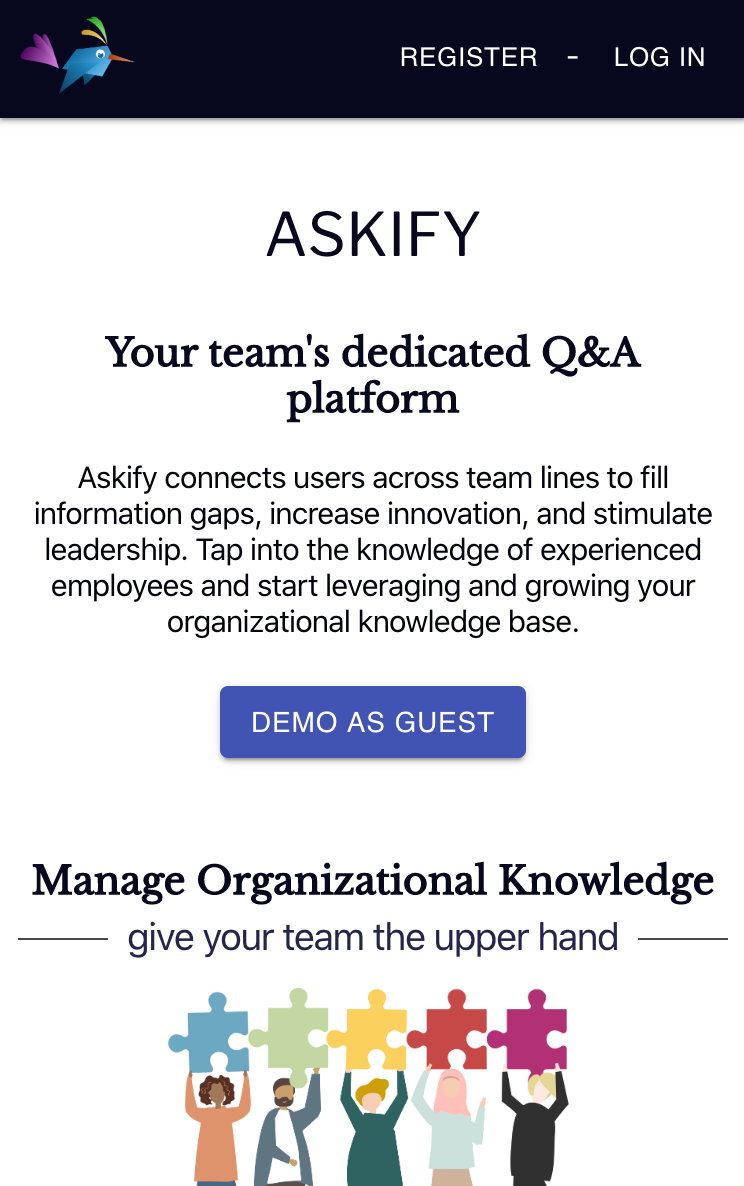 REGISTER - LOG IN
ASKIFY
Your team's dedicated Q&A
platform
Askify connects users across team lines to fill
information gaps, increase innovation, and stimulate
leadership. Tap into the knowledge of experienced
employees and start leveraging and growing your
organizational knowledge base.
DEMO AS GUEST
Manage Organizational Knowledge
give your team the upper hand